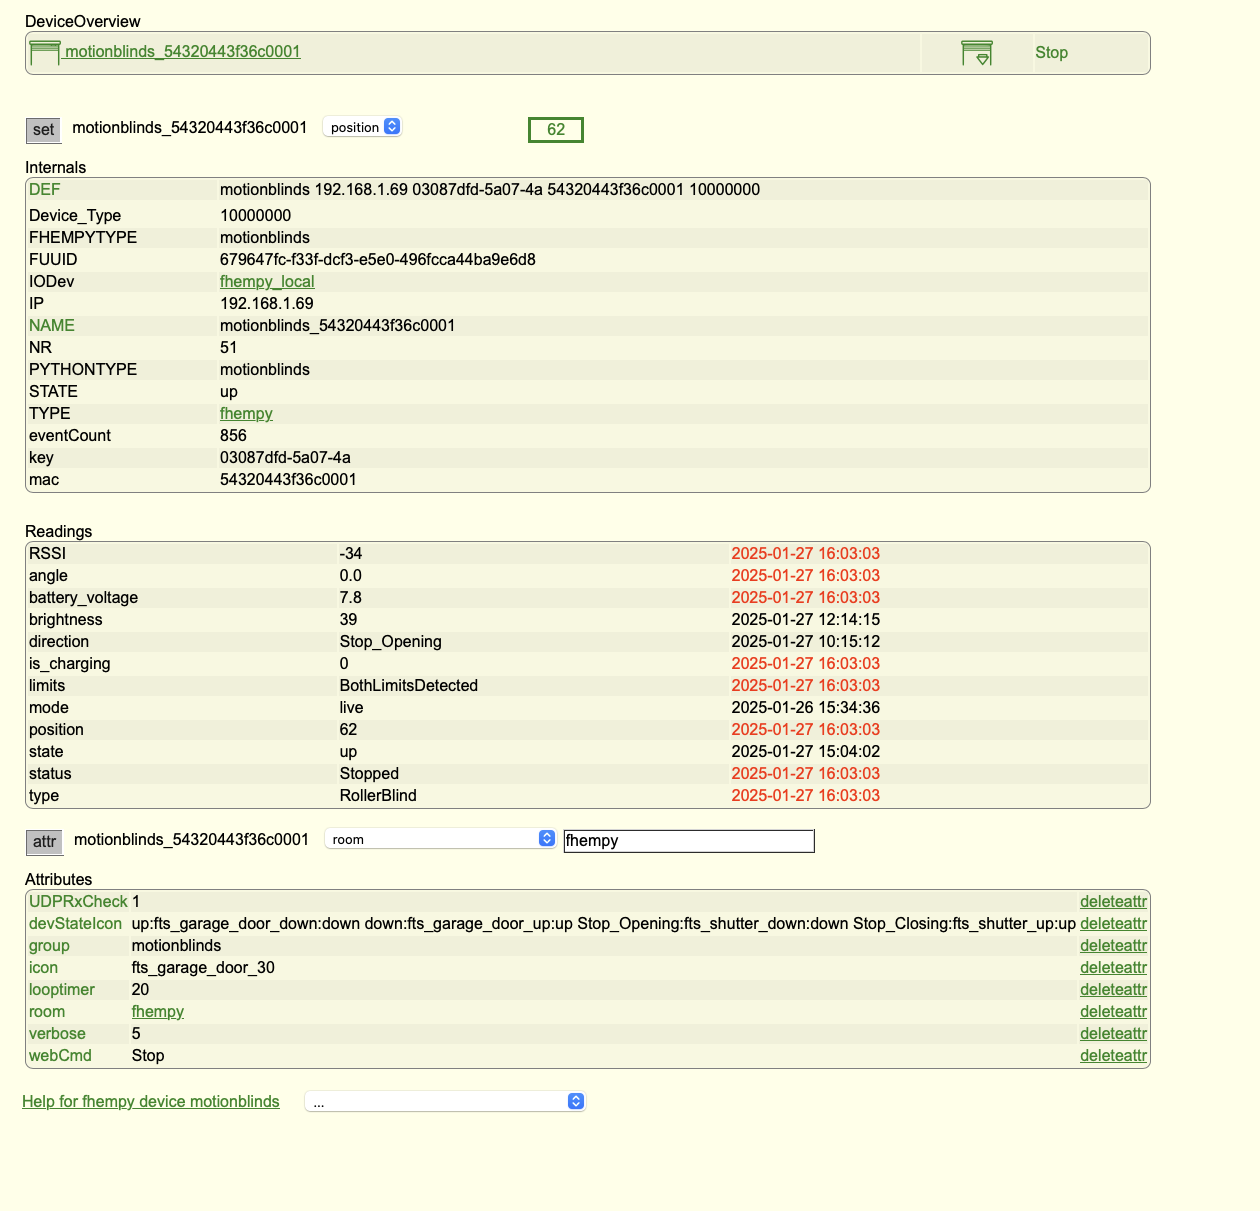 DeviceOverview
motionblinds_54320443f36c0001 Stop
set motionblinds_54320443f36c0001 position 62
Internals
DEF motionblinds 192.168.1.69 03087dfd-5a07-4a 54320443f36c0001 10000000
Device_Type 10000000
FHEMPYTYPE motionblinds
FUUID 679647fc-f33f-dcf3-e5e0-496fcca44ba9e6d8
IODev fhempy_local
IP 192.168.1.69
NAME motionblinds_54320443f36c0001
NR 51
PYTHONTYPE motionblinds
STATE up
TYPE fhempy
eventCount 856
key 03087dfd-5a07-4a
mac 54320443f36c0001
Readings
RSSI -34 2025-01-27 16:03:03
angle 0.0 2025-01-27 16:03:03
battery_voltage 7.8 2025-01-27 16:03:03
brightness 39 2025-01-27 12:14:15
direction Stop_Opening 2025-01-27 10:15:12
is_charging 0 2025-01-27 16:03:03
limits BothLimitsDetected 2025-01-27 16:03:03
mode live 2025-01-26 15:34:36
position 62 2025-01-27 16:03:03
state up 2025-01-27 15:04:02
status Stopped 2025-01-27 16:03:03
type RollerBlind 2025-01-27 16:03:03
attr motionblinds_54320443f36c0001 room fhempy
Attributes
UDPRxCheck 1 deleteattr
devStateIcon up:fts_garage_door_down:down down:fts_garage_door_up:up Stop_Opening:fts_shutter_down:down Stop_Closing:fts_shutter_up:up deleteattr
group motionblinds deleteattr
icon fts_garage_door_30 deleteattr
looptimer 20 deleteattr
room fhempy deleteattr
verbose 5 deleteattr
webCmd Stop deleteattr
Help for fhempy device motionblinds ...